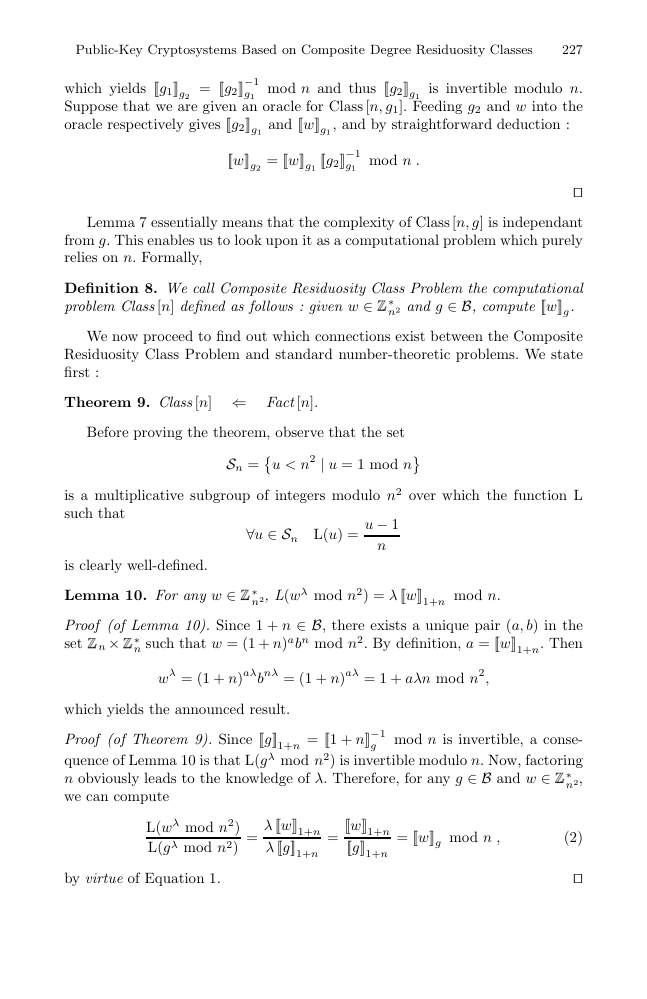 Public-Key Cryptosystems Based on Composite Degree Residuosity Classes 227
which yields ⟦g₁⟧_{g₂} = ⟦g₂⟧_{g₁}^{−1} mod n and thus ⟦g₂⟧_{g₁} is invertible modulo n.
Suppose that we are given an oracle for Class[n, g₁]. Feeding g₂ and w into the
oracle respectively gives ⟦g₂⟧_{g₁} and ⟦w⟧_{g₁}, and by straightforward deduction :
⟦w⟧_{g₂} = ⟦w⟧_{g₁} ⟦g₂⟧_{g₁}^{−1} mod n .
□
Lemma 7 essentially means that the complexity of Class[n, g] is independant
from g. This enables us to look upon it as a computational problem which purely
relies on n. Formally,
Definition 8. We call Composite Residuosity Class Problem the computational
problem Class[n] defined as follows : given w ∈ ℤ*_{n²} and g ∈ ℬ, compute ⟦w⟧_g.
We now proceed to find out which connections exist between the Composite
Residuosity Class Problem and standard number-theoretic problems. We state
first :
Theorem 9. Class[n] ⇐ Fact[n].
Before proving the theorem, observe that the set
𝒮_n = {u < n² | u = 1 mod n}
is a multiplicative subgroup of integers modulo n² over which the function L
such that
∀u ∈ 𝒮_n L(u) = (u − 1)/n
is clearly well-defined.
Lemma 10. For any w ∈ ℤ*_{n²}, L(w^λ mod n²) = λ ⟦w⟧_{1+n} mod n.
Proof (of Lemma 10). Since 1 + n ∈ ℬ, there exists a unique pair (a, b) in the
set ℤ_n × ℤ*_n such that w = (1 + n)^a b^n mod n². By definition, a = ⟦w⟧_{1+n}. Then
w^λ = (1 + n)^{aλ} b^{nλ} = (1 + n)^{aλ} = 1 + aλn mod n²,
which yields the announced result.
Proof (of Theorem 9). Since ⟦g⟧_{1+n} = ⟦1 + n⟧_g^{−1} mod n is invertible, a conse-
quence of Lemma 10 is that L(g^λ mod n²) is invertible modulo n. Now, factoring
n obviously leads to the knowledge of λ. Therefore, for any g ∈ ℬ and w ∈ ℤ*_{n²},
we can compute
L(w^λ mod n²)/L(g^λ mod n²) = λ ⟦w⟧_{1+n}/λ ⟦g⟧_{1+n} = ⟦w⟧_{1+n}/⟦g⟧_{1+n} = ⟦w⟧_g mod n , (2)
by virtue of Equation 1. □